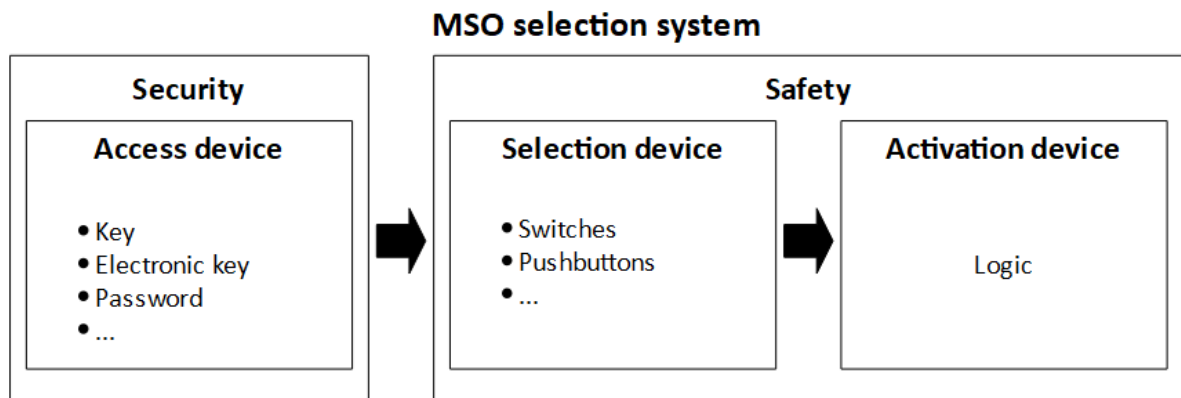 MSO selection system
Security
Access device
• Key
• Electronic key
• Password
• ...
Safety
Selection device
• Switches
• Pushbuttons
• ...
Activation device
Logic